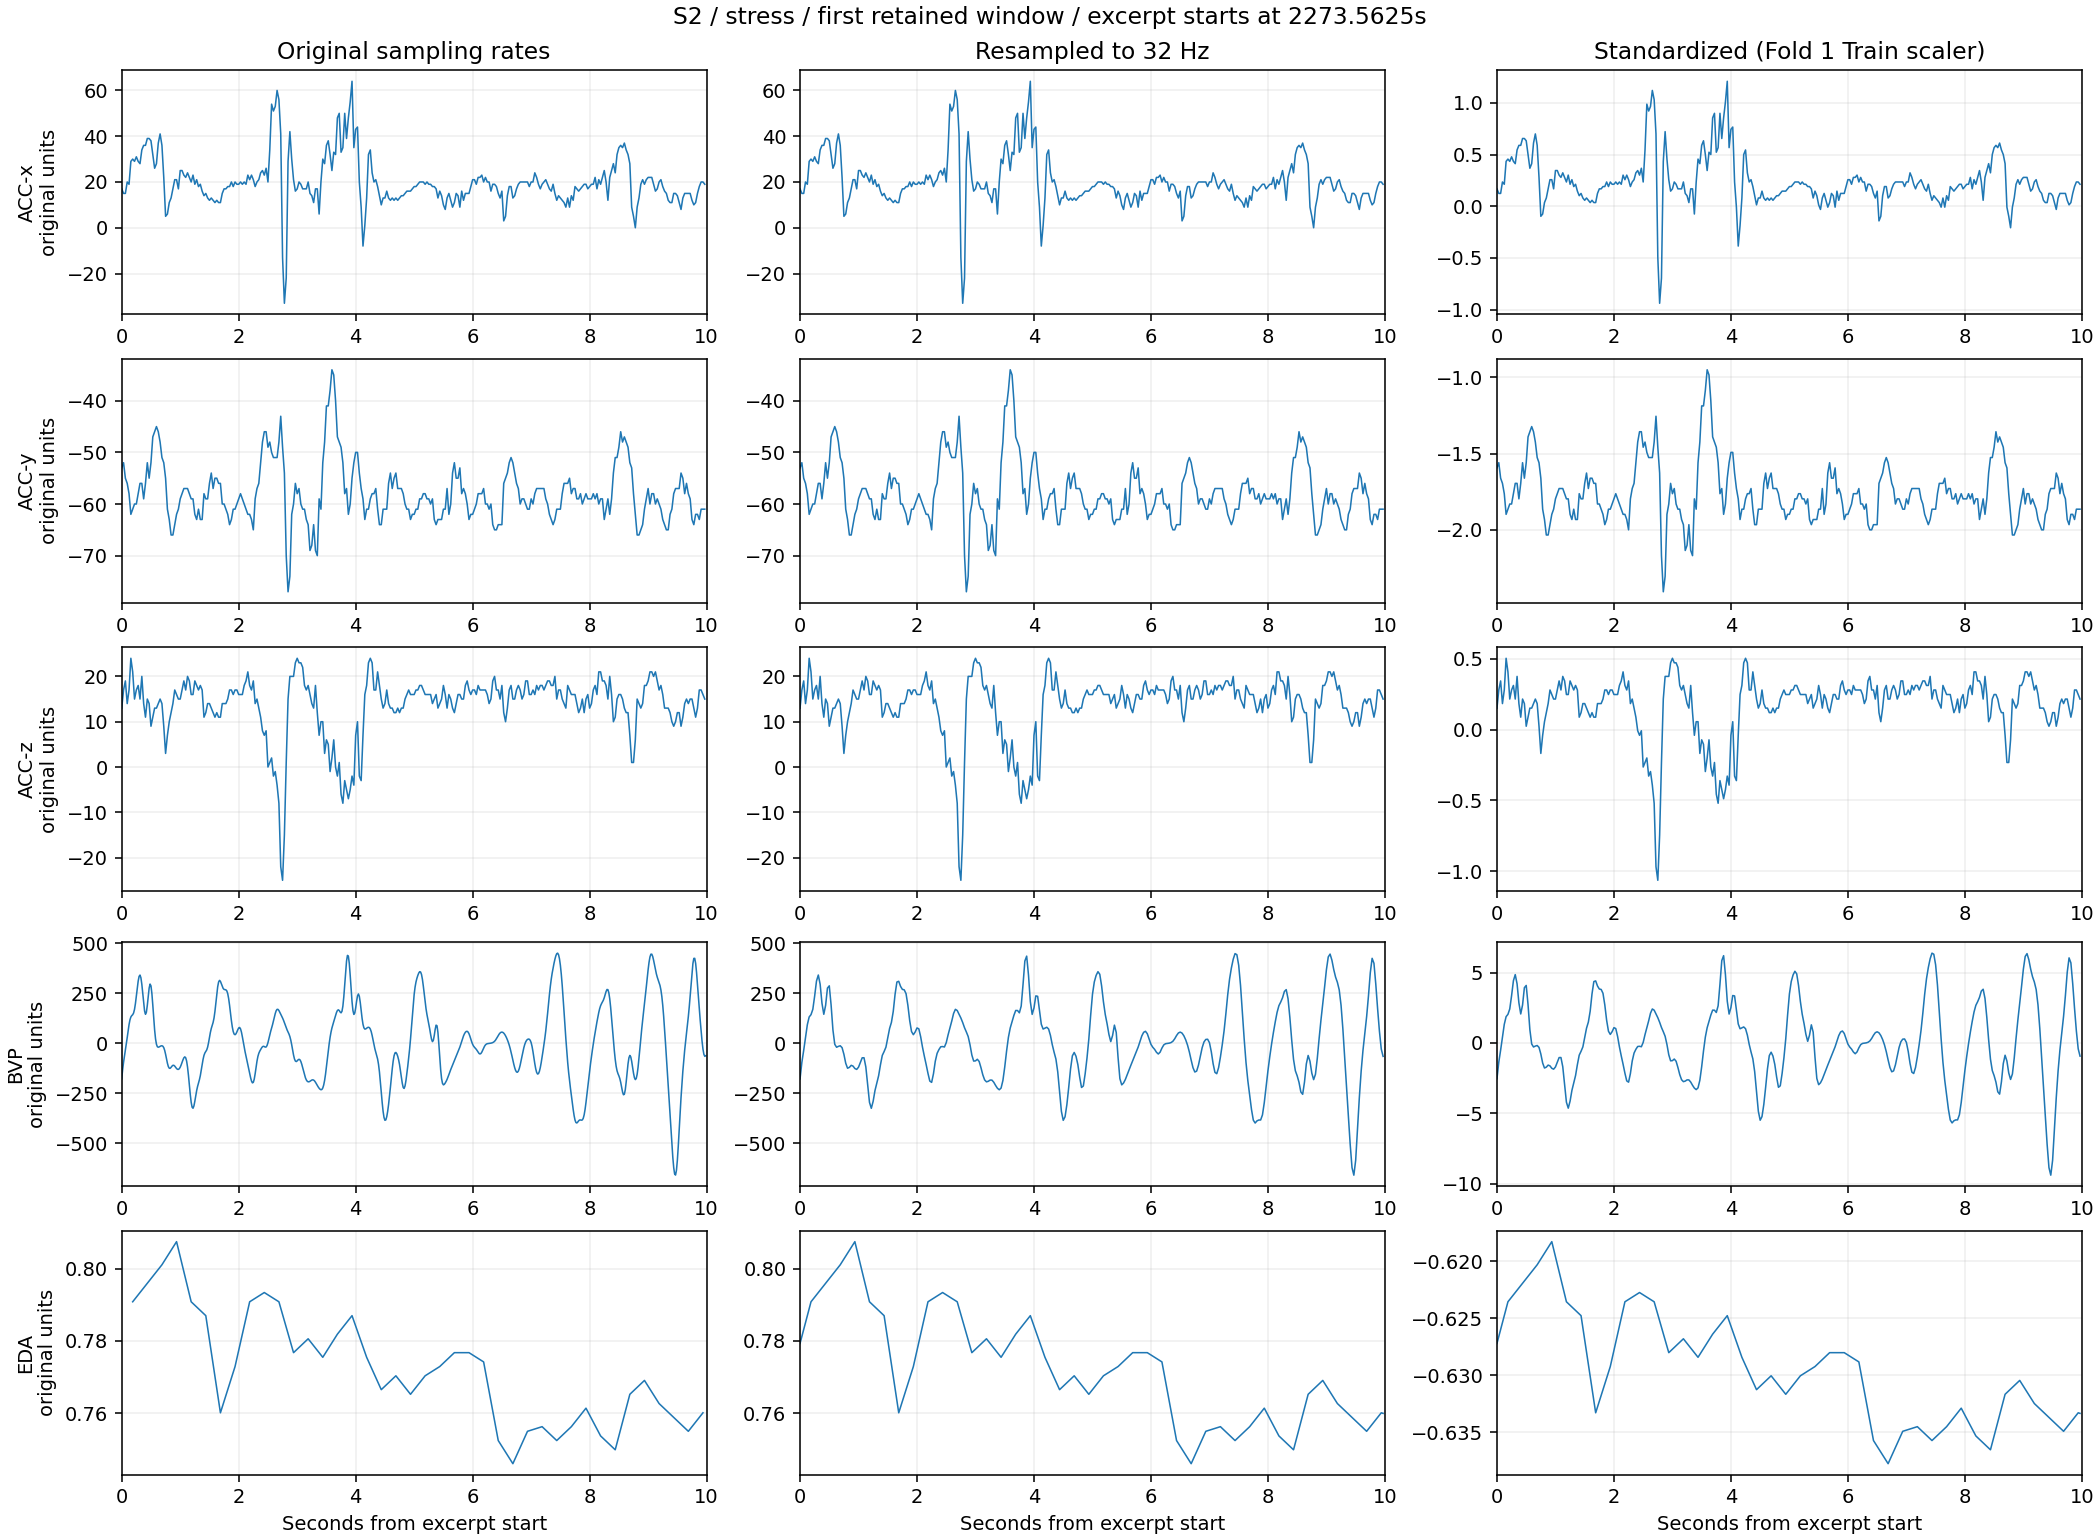 S2 / stress / first retained window / excerpt starts at 2273.5625s
Original sampling rates
Resampled to 32 Hz
Standardized (Fold 1 Train scaler)
ACC-x
original units
60
40
20
0
−20
0 2 4 6 8 10
60
40
20
0
−20
0 2 4 6 8 10
1.0
0.5
0.0
−0.5
−1.0
0 2 4 6 8 10
ACC-y
original units
−40
−50
−60
−70
0 2 4 6 8 10
−40
−50
−60
−70
0 2 4 6 8 10
−1.0
−1.5
−2.0
0 2 4 6 8 10
ACC-z
original units
20
10
0
−10
−20
0 2 4 6 8 10
20
10
0
−10
−20
0 2 4 6 8 10
0.5
0.0
−0.5
−1.0
0 2 4 6 8 10
BVP
original units
500
250
0
−250
−500
0 2 4 6 8 10
500
250
0
−250
−500
0 2 4 6 8 10
5
0
−5
−10
0 2 4 6 8 10
EDA
original units
0.80
0.78
0.76
0 2 4 6 8 10
Seconds from excerpt start
0.80
0.78
0.76
0 2 4 6 8 10
Seconds from excerpt start
−0.620
−0.625
−0.630
−0.635
0 2 4 6 8 10
Seconds from excerpt start